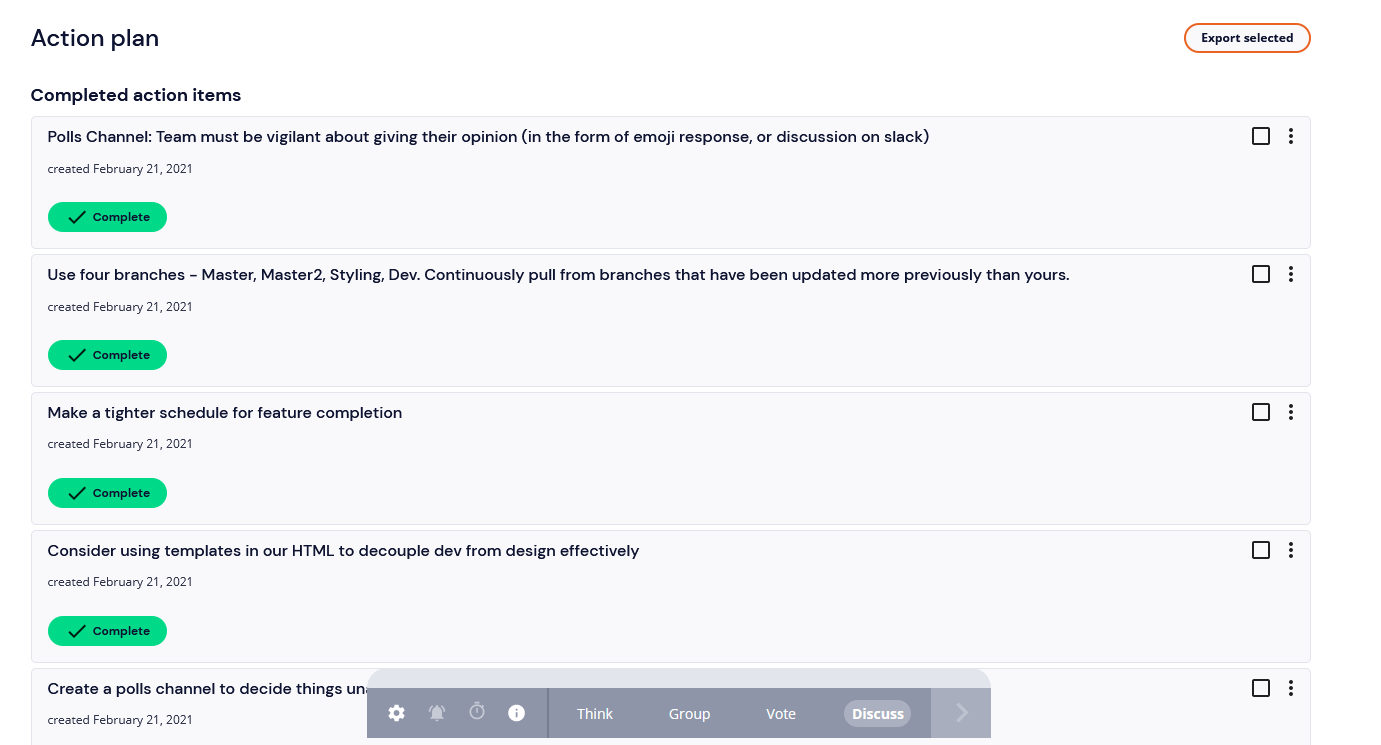 Action plan
Export selected
Completed action items
Polls Channel: Team must be vigilant about giving their opinion (in the form of emoji response, or discussion on slack)
created February 21, 2021
Complete
Use four branches - Master, Master2, Styling, Dev. Continuously pull from branches that have been updated more previously than yours.
created February 21, 2021
Complete
Make a tighter schedule for feature completion
created February 21, 2021
Complete
Consider using templates in our HTML to decouple dev from design effectively
created February 21, 2021
Complete
Create a polls channel to decide things
created February 21, 2021
Think
Group
Vote
Discuss